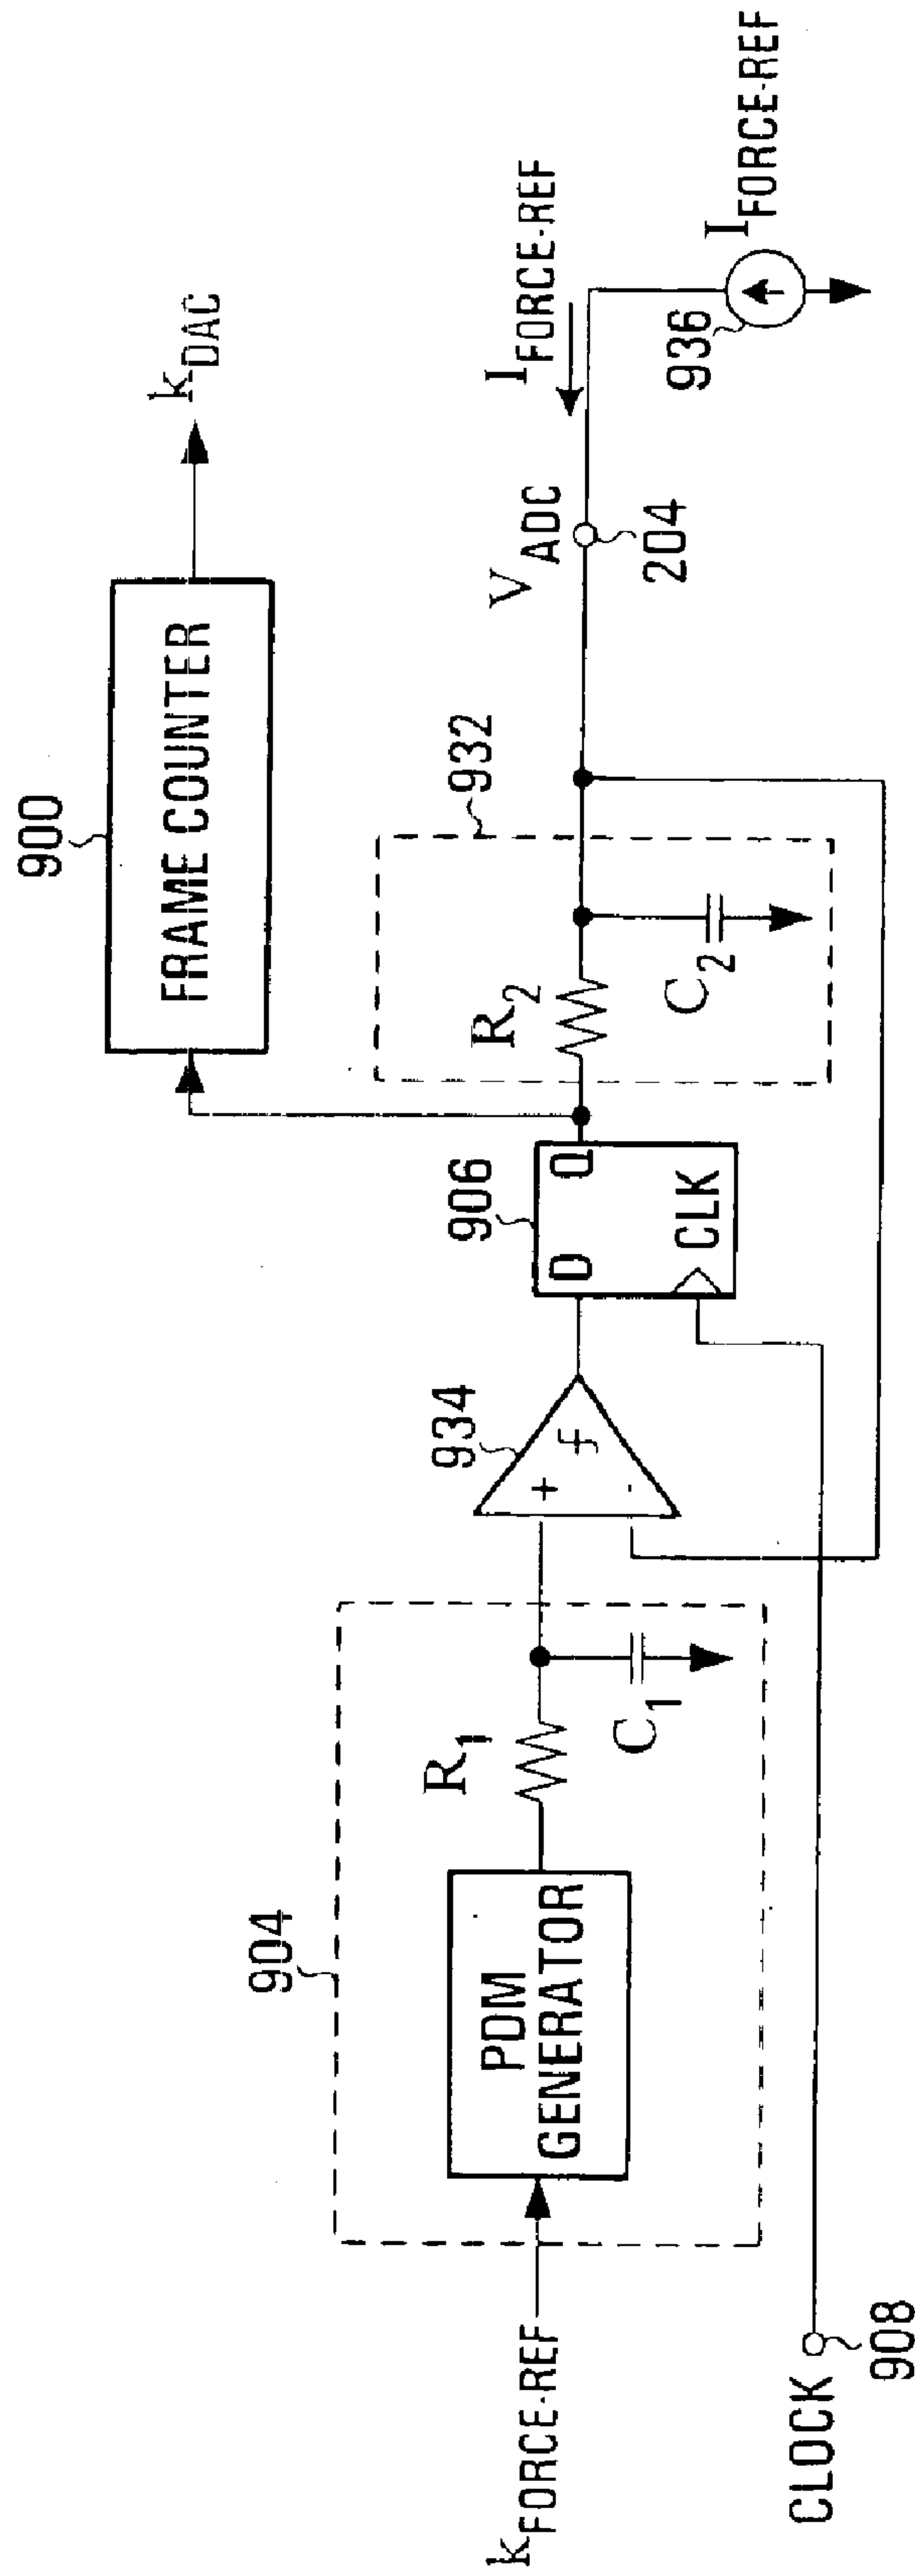 900
FRAME COUNTER
k_DAC
904
k_FORCE-REF
PDM
GENERATOR
R_1
C_1
934
+
-
f
906
D
Q
CLK
932
R_2
C_2
V_ADC
204
I_FORCE-REF
936
I_FORCE-REF
CLOCK
908